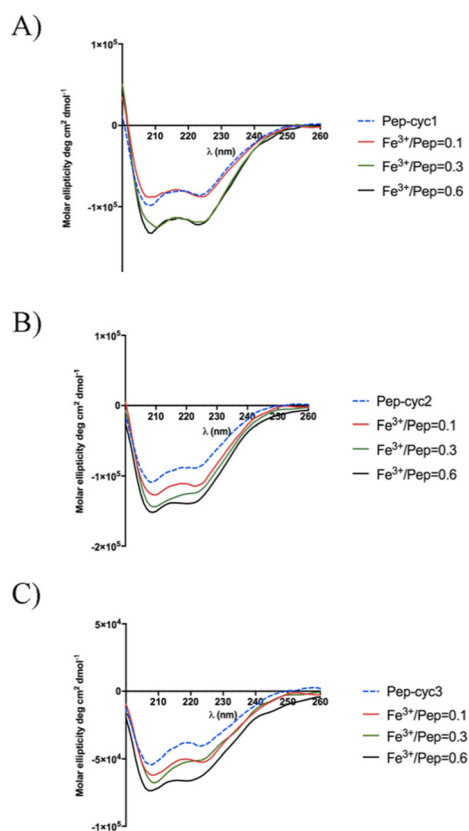 A)
1×10⁵
0
-1×10⁵
210 220 230 240 250 260
λ (nm)
Molar ellipticity deg cm² dmol⁻¹
Pep-cyc1
Fe³⁺/Pep=0.1
Fe³⁺/Pep=0.3
Fe³⁺/Pep=0.6
B)
1×10⁵
0
-1×10⁵
-2×10⁵
210 220 230 240 250 260
λ (nm)
Molar ellipticity deg cm² dmol⁻¹
Pep-cyc2
Fe³⁺/Pep=0.1
Fe³⁺/Pep=0.3
Fe³⁺/Pep=0.6
C)
5×10⁴
0
-5×10⁴
-1×10⁵
210 220 230 240 250 260
λ (nm)
Molar ellipticity deg cm² dmol⁻¹
Pep-cyc3
Fe³⁺/Pep=0.1
Fe³⁺/Pep=0.3
Fe³⁺/Pep=0.6